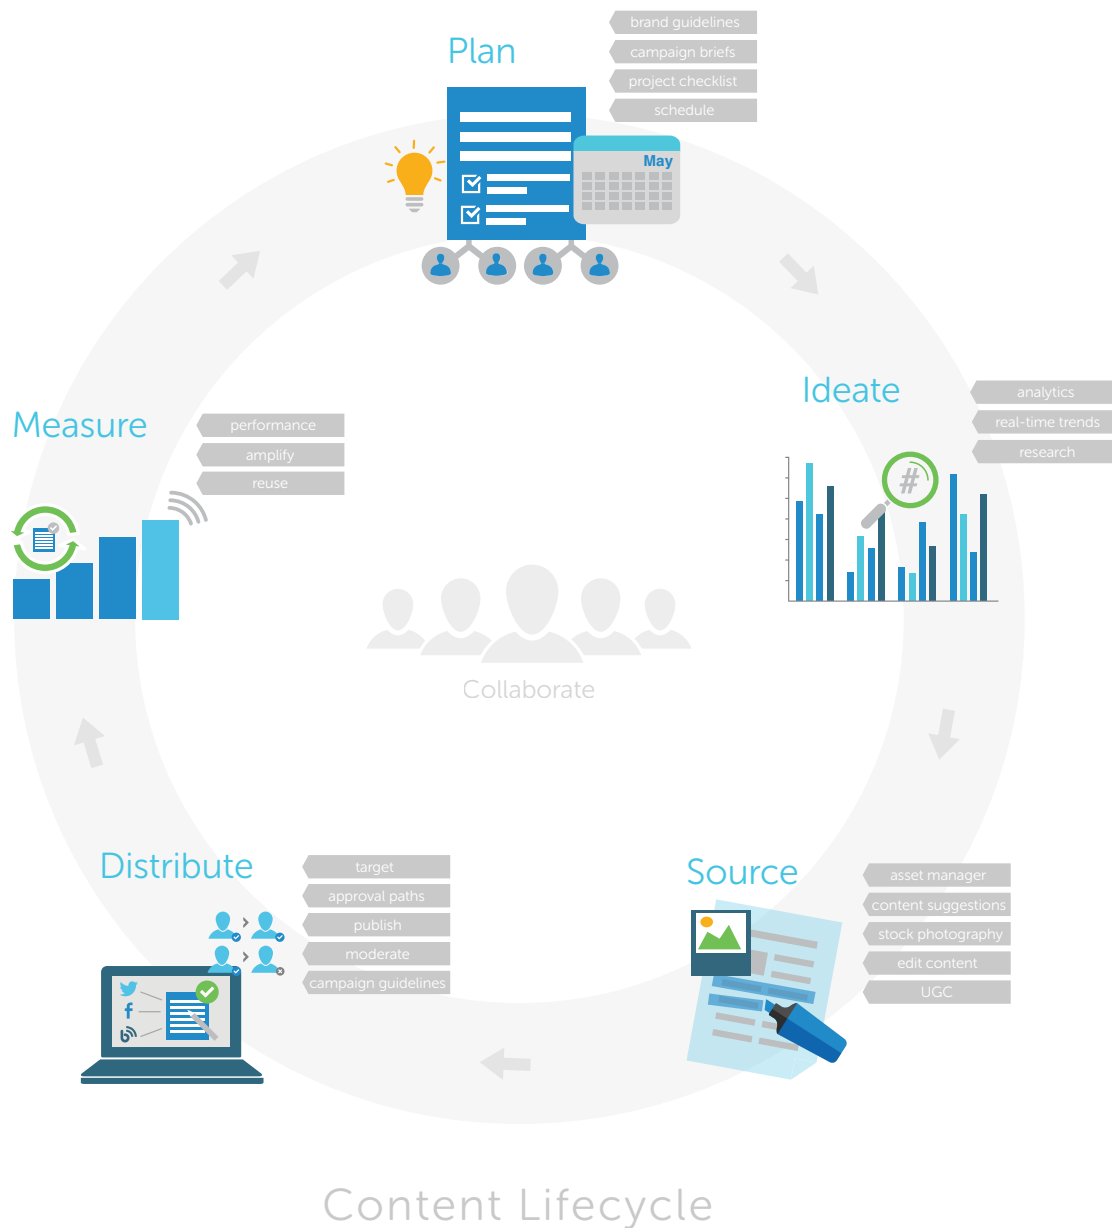 Plan
brand guidelines
campaign briefs
project checklist
schedule
May
Ideate
analytics
real-time trends
research
#
Measure
performance
amplify
reuse
Collaborate
Distribute
target
approval paths
publish
moderate
campaign guidelines
Source
asset manager
content suggestions
stock photography
edit content
UGC
Content Lifecycle